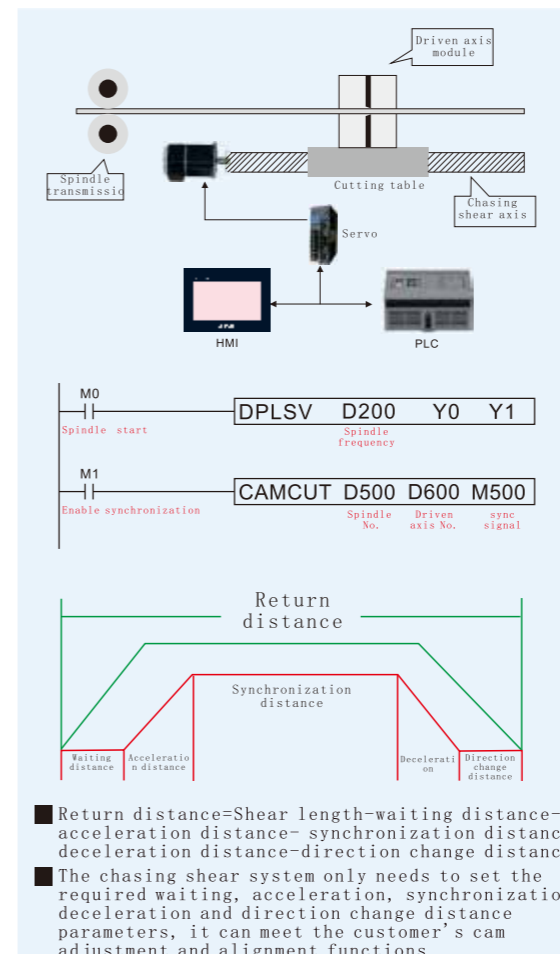 Driven axis
module
Spindle
transmissio
Cutting table
Chasing
shear axis
Servo
HMI
PLC
M0
DPLSV D200 Y0 Y1
Spindle start
Spindle
frequency
M1
CAMCUT D500 D600 M500
Enable synchronization
Spindle No.
Driven axis No.
sync signal
Return
distance
Synchronization
distance
Waiting
distance
Acceleratio
n distance
Decelerati
on
Direction
change
distance
Return distance=Shear length-waiting distance-
acceleration distance- synchronization distanc
deceleration distance-direction change distanc
The chasing shear system only needs to set the
required waiting, acceleration, synchronizatio
deceleration and direction change distance
parameters, it can meet the customer's cam
adjustment and alignment functions